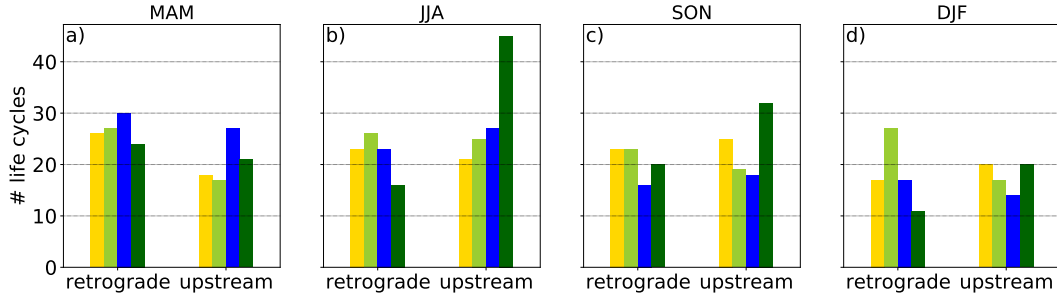 MAM JJA SON DJF
a) b) c) d)
# life cycles
40
30
20
10
0
retrograde upstream retrograde upstream retrograde upstream retrograde upstream